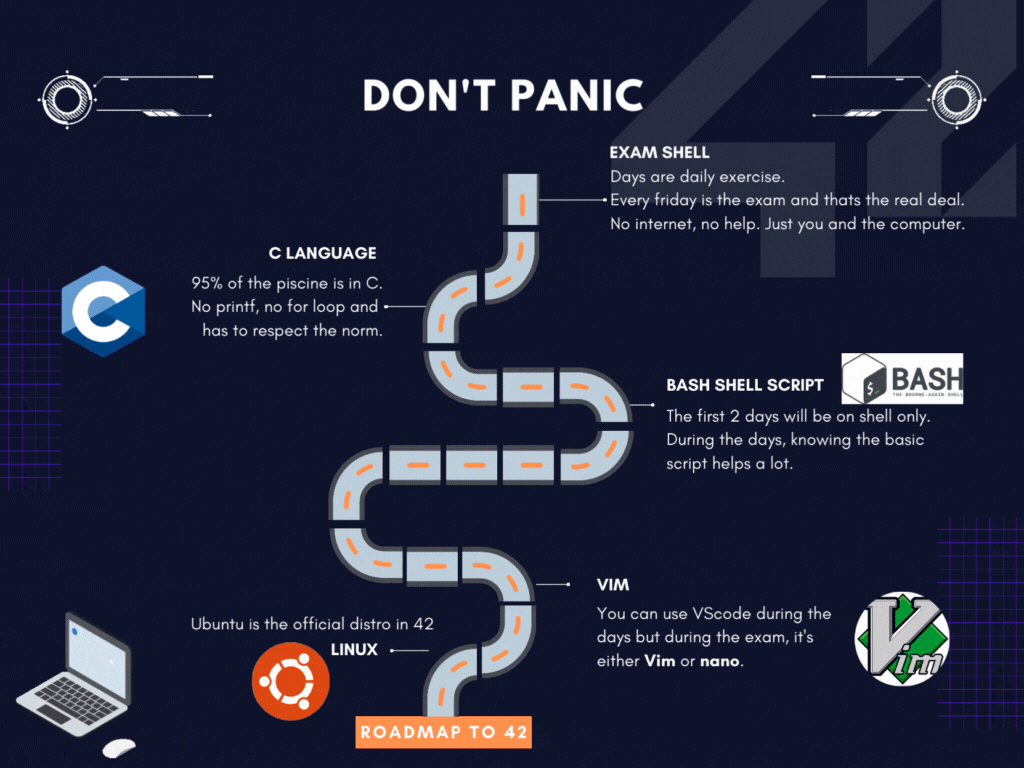 DON'T PANIC
EXAM SHELL
Days are daily exercise.
Every friday is the exam and thats the real deal.
No internet, no help. Just you and the computer.
C LANGUAGE
95% of the piscine is in C.
No printf, no for loop and
has to respect the norm.
C
BASH SHELL SCRIPT
BASH
THE BOURNE-AGAIN SHELL
$
The first 2 days will be on shell only.
During the days, knowing the basic
script helps a lot.
VIM
You can use VScode during the
days but during the exam, it's
either Vim or nano.
Vim
Ubuntu is the official distro in 42
LINUX
ROADMAP TO 42
42